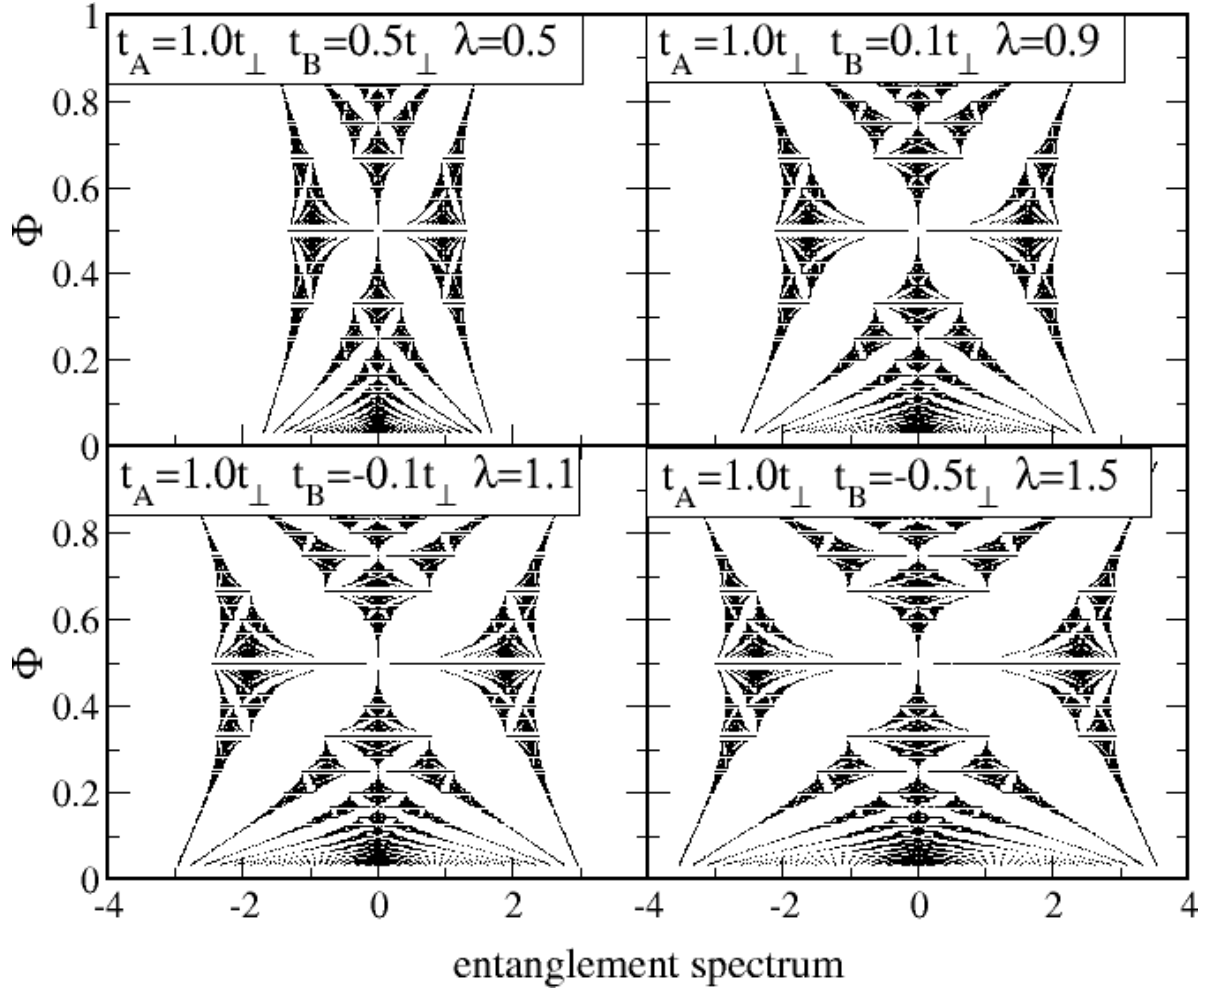 1
t_A=1.0t_⊥ t_B=0.5t_⊥ λ=0.5
t_A=1.0t_⊥ t_B=0.1t_⊥ λ=0.9
0.8
0.6
Φ
0.4
0.2
0
t_A=1.0t_⊥ t_B=-0.1t_⊥ λ=1.1
t_A=1.0t_⊥ t_B=-0.5t_⊥ λ=1.5
0.8
0.6
Φ
0.4
0.2
0
-4 -2 0 2 -2 0 2 4
entanglement spectrum